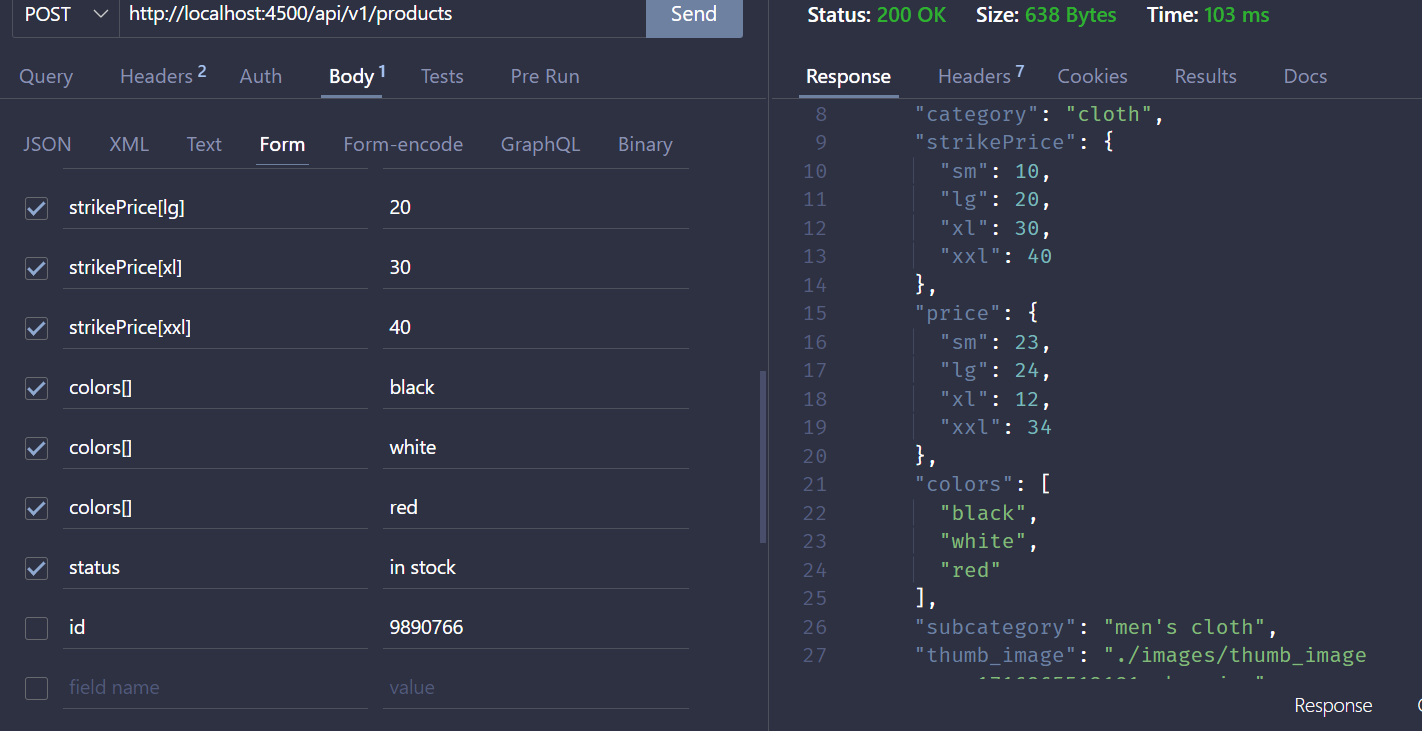 POST http://localhost:4500/api/v1/products Send
Query Headers 2 Auth Body 1 Tests Pre Run
JSON XML Text Form Form-encode GraphQL Binary
strikePrice[lg] 20
strikePrice[xl] 30
strikePrice[xxl] 40
colors[] black
colors[] white
colors[] red
status in stock
id 9890766
field name value
Status: 200 OK Size: 638 Bytes Time: 103 ms
Response Headers 7 Cookies Results Docs
8 "category": "cloth",
9 "strikePrice": {
10 "sm": 10,
11 "lg": 20,
12 "xl": 30,
13 "xxl": 40
14 },
15 "price": {
16 "sm": 23,
17 "lg": 24,
18 "xl": 12,
19 "xxl": 34
20 },
21 "colors": [
22 "black",
23 "white",
24 "red"
25 ],
26 "subcategory": "men's cloth",
27 "thumb_image": "./images/thumb_image
Response